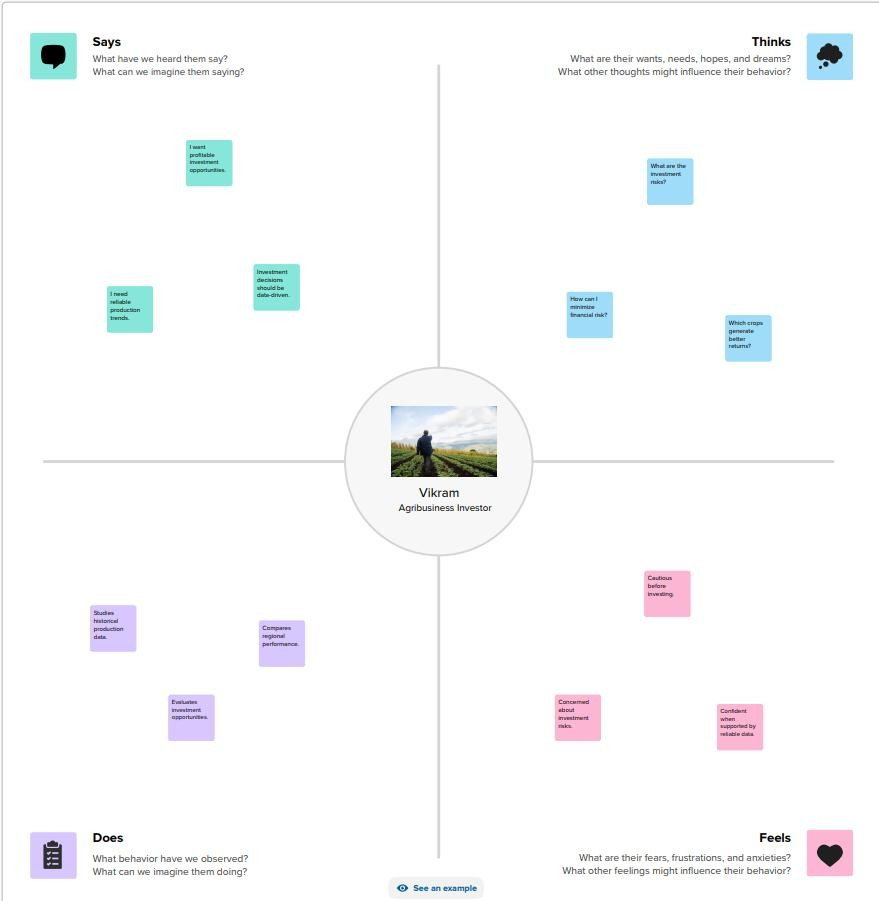 Says
What have we heard them say?
What can we imagine them saying?
Thinks
What are their wants, needs, hopes, and dreams?
What other thoughts might influence their behavior?
I want
profitable
investment
opportunities.
I need
reliable
production
trends.
Investment
decisions
should be
data-driven.
What are the
investment
risks?
How can I
minimize
financial risk?
Which crops
generate
better
returns?
Vikram
Agribusiness Investor
Studies
historical
production
data.
Compares
regional
performance.
Evaluates
investment
opportunities.
Cautious
before
investing.
Concerned
about
investment
risks.
Confident
when
supported by
reliable data.
Does
What behavior have we observed?
What can we imagine them doing?
Feels
What are their fears, frustrations, and anxieties?
What other feelings might influence their behavior?
See an example